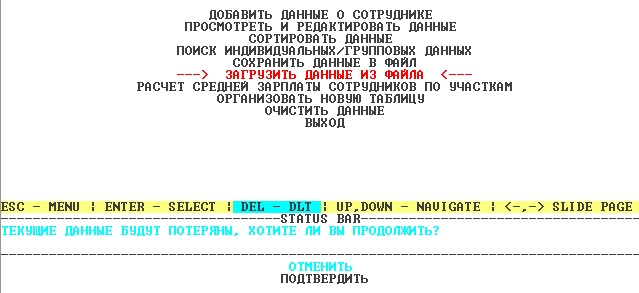 ДОБАВИТЬ ДАННЫЕ О СОТРУДНИКЕ
ПРОСМОТРЕТЬ И РЕДАКТИРОВАТЬ ДАННЫЕ
СОРТИРОВАТЬ ДАННЫЕ
ПОИСК ИНДИВИДУАЛЬНЫХ/ГРУППОВЫХ ДАННЫХ
СОХРАНИТЬ ДАННЫЕ В ФАЙЛ
---> ЗАГРУЗИТЬ ДАННЫЕ ИЗ ФАЙЛА <---
РАСЧЕТ СРЕДНЕЙ ЗАРПЛАТЫ СОТРУДНИКОВ ПО УЧАСТКАМ
ОРГАНИЗОВАТЬ НОВУЮ ТАБЛИЦУ
ОЧИСТИТЬ ДАННЫЕ
ВЫХОД
ESC - MENU ¦ ENTER - SELECT ¦ DEL - DLT ¦ UP,DOWN - NAVIGATE ¦ <-,-> SLIDE PAGE
STATUS BAR
ТЕКУЩИЕ ДАННЫЕ БУДУТ ПОТЕРЯНЫ, ХОТИТЕ ЛИ ВЫ ПРОДОЛЖИТЬ?
ОТМЕНИТЬ
ПОДТВЕРДИТЬ